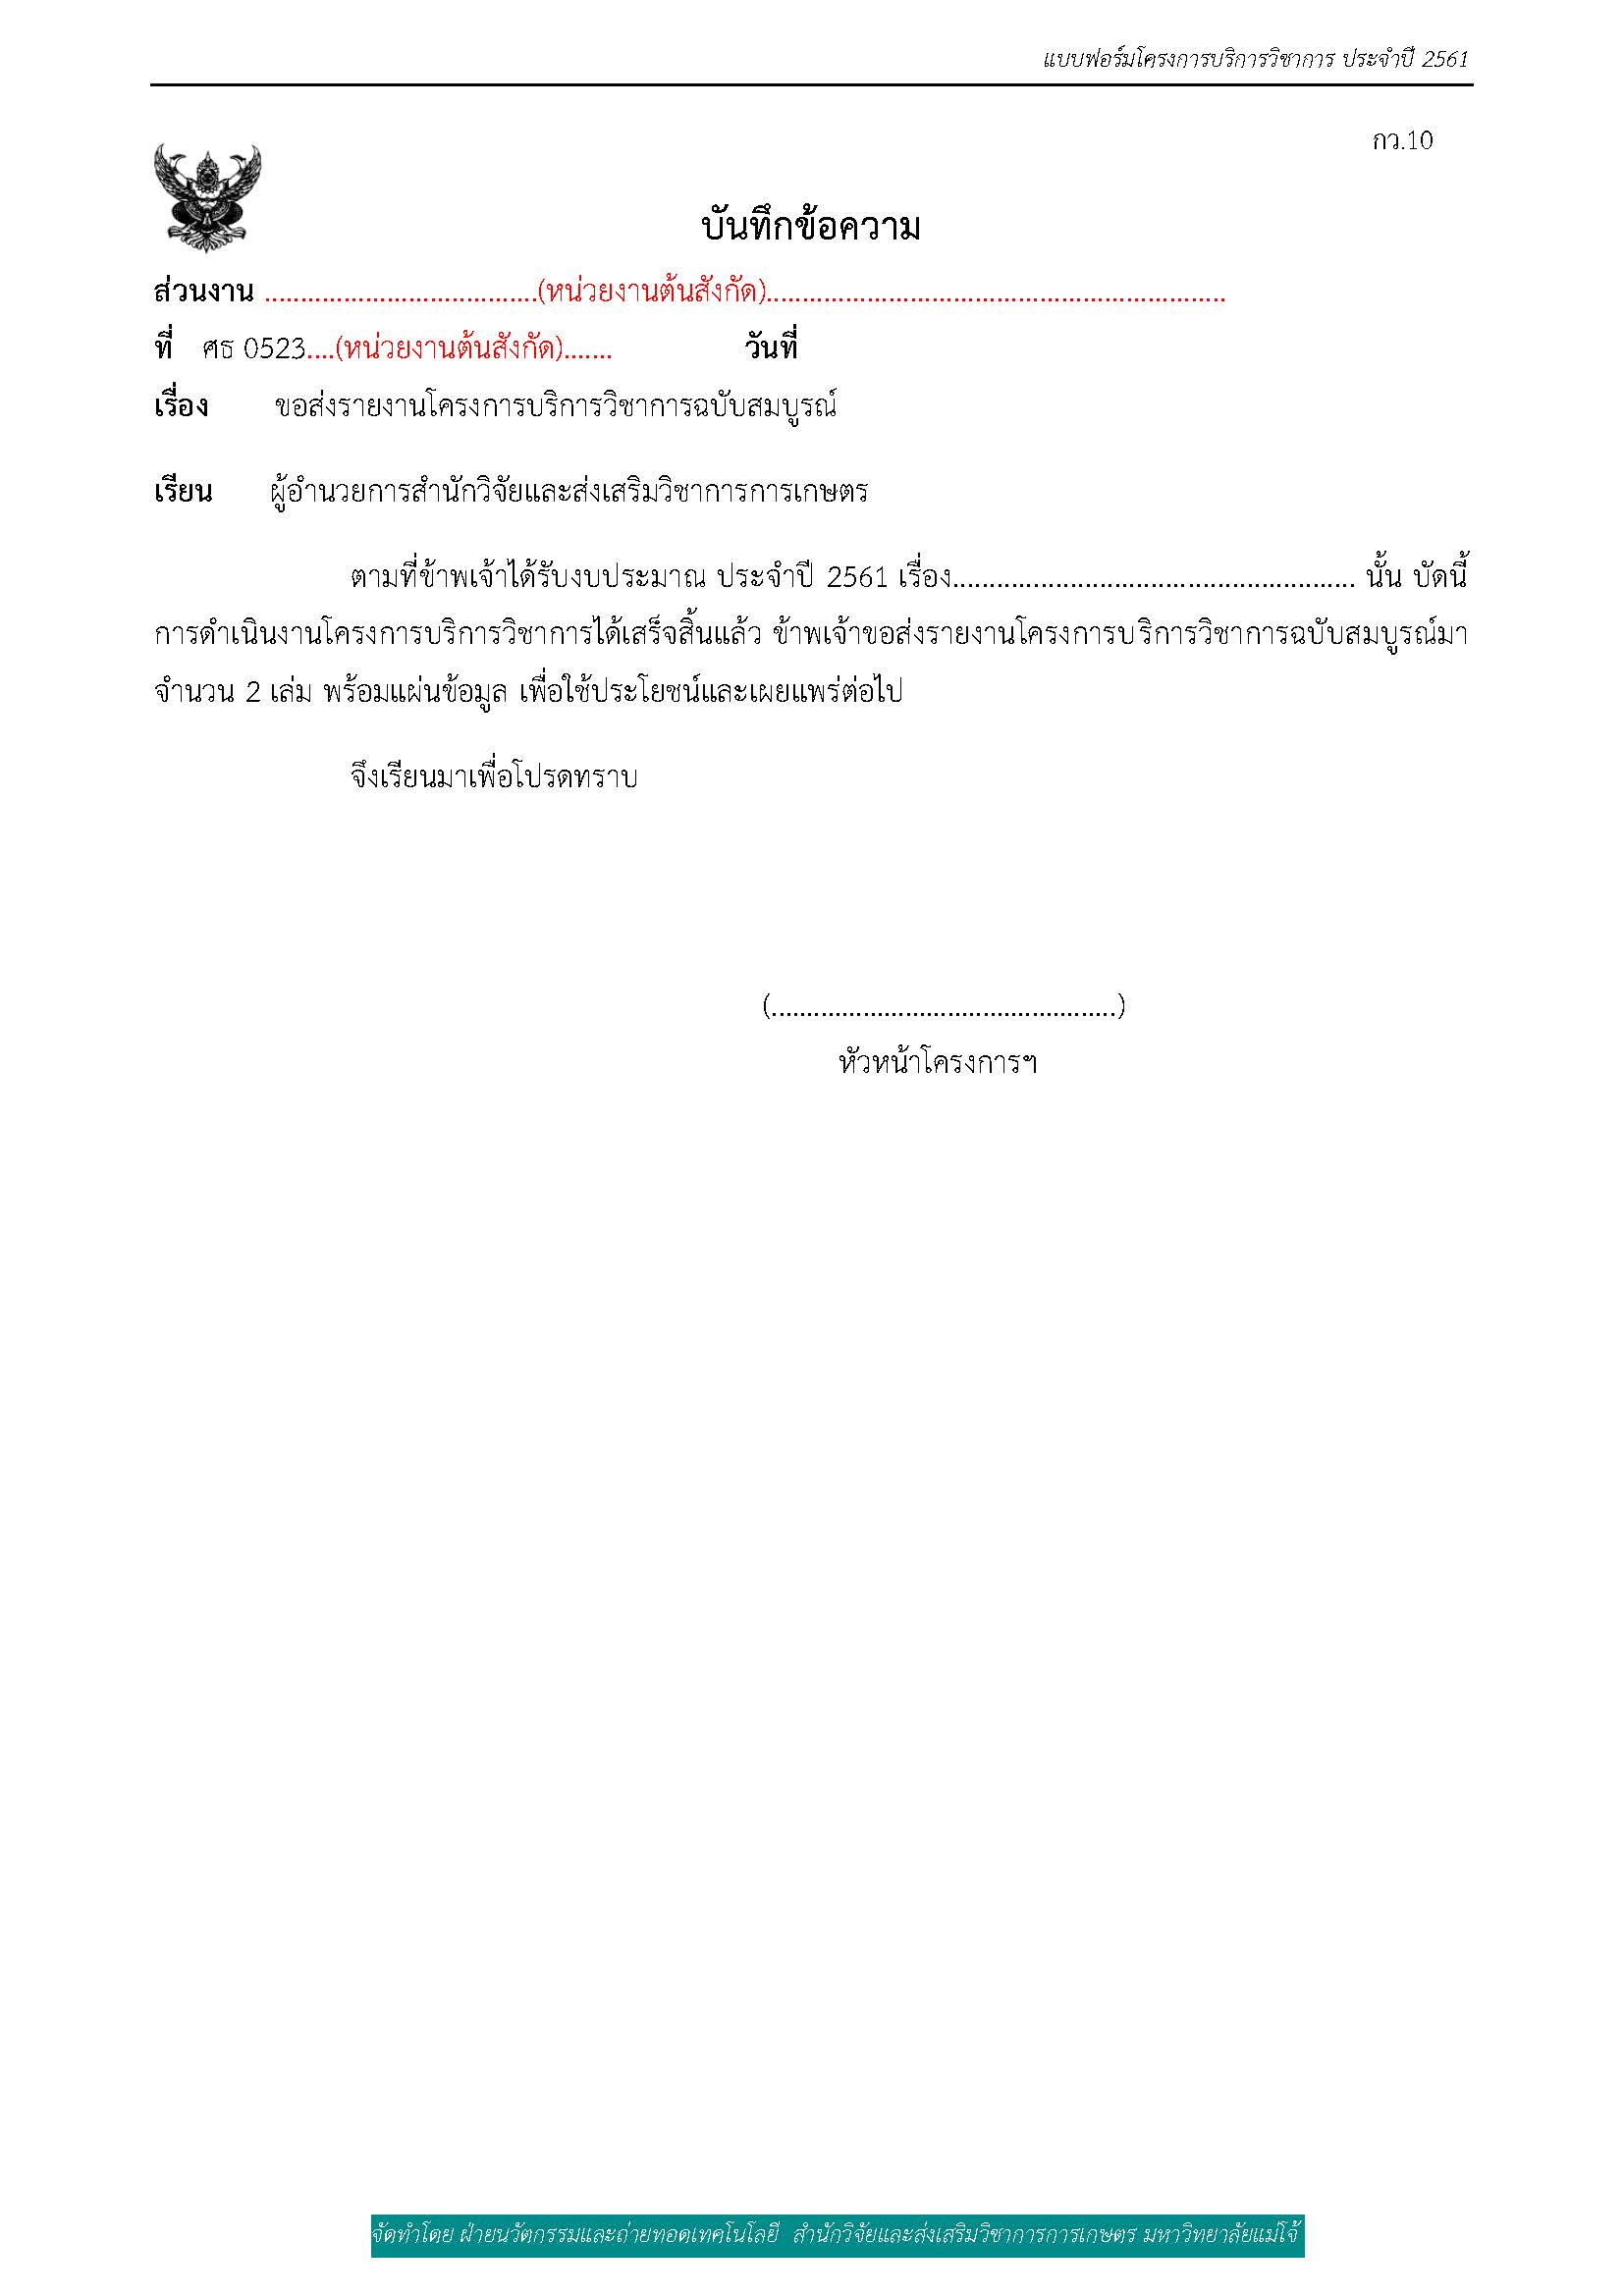 แบบฟอร์มโครงการบริการวิชาการ ประจำปี 2561
กว.10
บันทึกข้อความ
ส่วนงาน ......................................(หน่วยงานต้นสังกัด)................................................................
ที่ ศธ 0523....(หน่วยงานต้นสังกัด)....... วันที่
เรื่อง ขอส่งรายงานโครงการบริการวิชาการฉบับสมบูรณ์
เรียน ผู้อำนวยการสำนักวิจัยและส่งเสริมวิชาการการเกษตร
ตามที่ข้าพเจ้าได้รับงบประมาณ ประจำปี 2561 เรื่อง........................................................ นั้น บัดนี้
การดำเนินงานโครงการบริการวิชาการได้เสร็จสิ้นแล้ว ข้าพเจ้าขอส่งรายงานโครงการบริการวิชาการฉบับสมบูรณ์มา
จำนวน 2 เล่ม พร้อมแผ่นข้อมูล เพื่อใช้ประโยชน์และเผยแพร่ต่อไป
จึงเรียนมาเพื่อโปรดทราบ
(.................................................)
หัวหน้าโครงการฯ
จัดทำโดย ฝ่ายนวัตกรรมและถ่ายทอดเทคโนโลยี สำนักวิจัยและส่งเสริมวิชาการการเกษตร มหาวิทยาลัยแม่โจ้